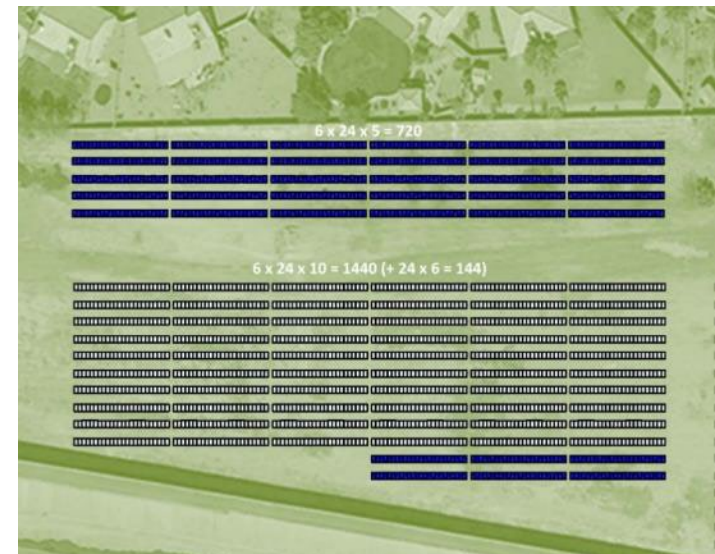 6 x 24 x 5 = 720
6 x 24 x 10 = 1440 (+ 24 x 6 = 144)